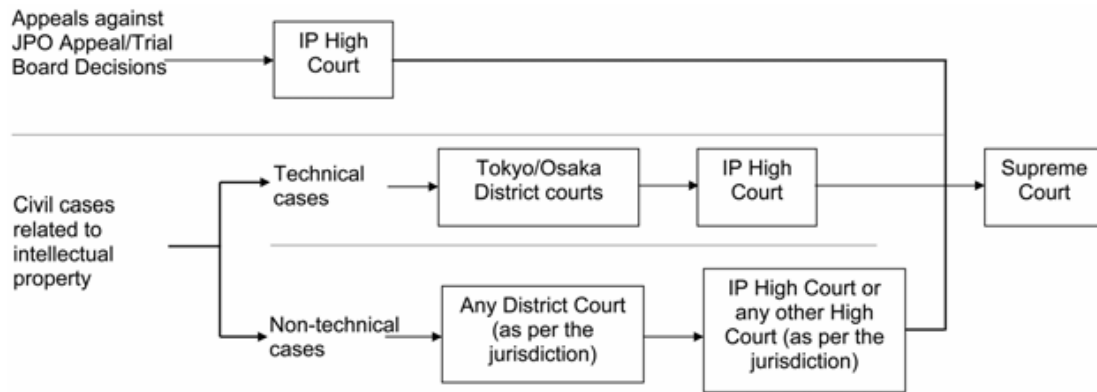 Appeals against
JPO Appeal/Trial
Board Decisions
IP High
Court
Civil cases
related to
intellectual
property
Technical
cases
Tokyo/Osaka
District courts
IP High
Court
Supreme
Court
Non-technical
cases
Any District Court
(as per the
jurisdiction)
IP High Court or
any other High
Court (as per the
jurisdiction)